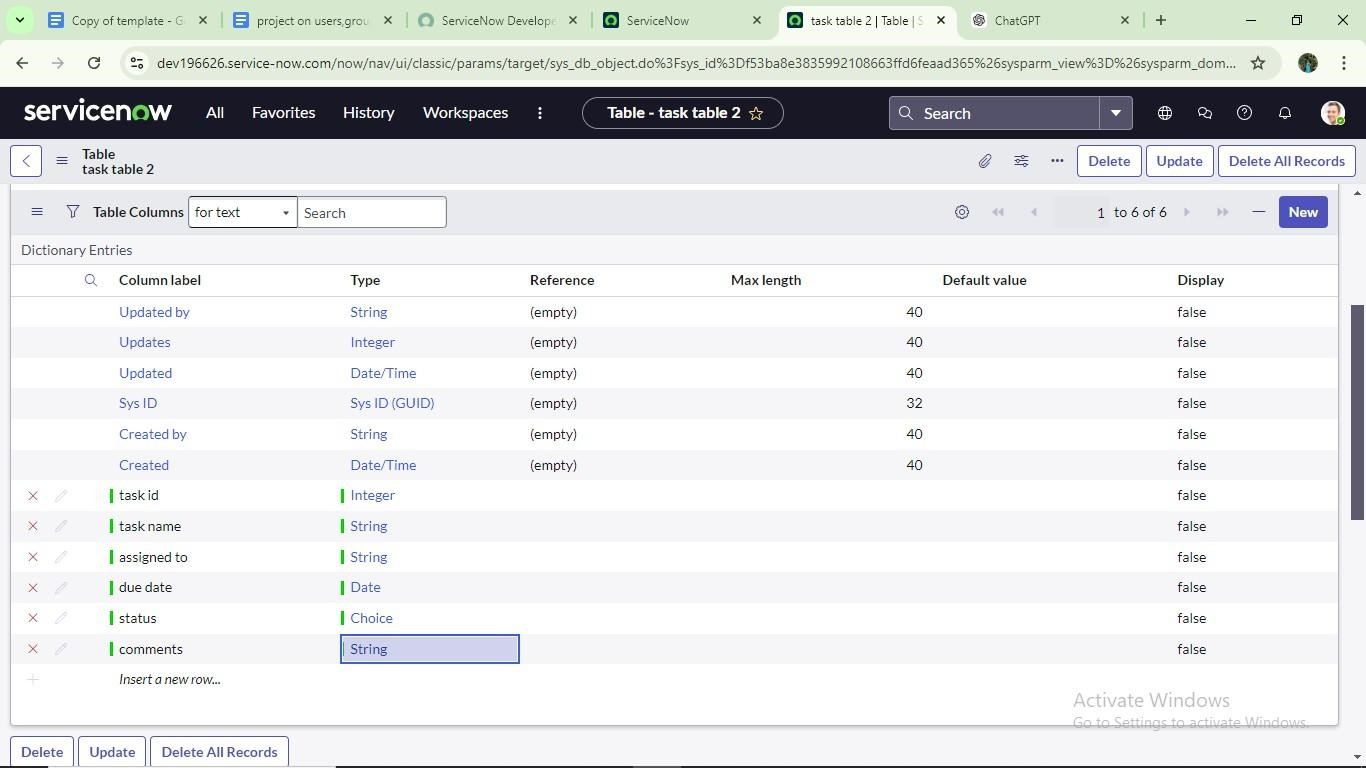 Copy of template - G
project on users,grou
ServiceNow Develope
ServiceNow
task table 2 | Table | S
ChatGPT
dev196626.service-now.com/now/nav/ui/classic/params/target/sys_db_object.do%3Fsys_id%3Df53ba8e3835992108663ffd6feaad365%26sysparm_view%3D%26sysparm_dom...
servicenow All Favorites History Workspaces Table - task table 2 Search
Table
task table 2
Delete Update Delete All Records
Table Columns for text Search 1 to 6 of 6 New
Dictionary Entries
Column label Type Reference Max length Default value Display
Updated by String (empty) 40 false
Updates Integer (empty) 40 false
Updated Date/Time (empty) 40 false
Sys ID Sys ID (GUID) (empty) 32 false
Created by String (empty) 40 false
Created Date/Time (empty) 40 false
task id Integer false
task name String false
assigned to String false
due date Date false
status Choice false
comments String false
Insert a new row...
Activate Windows
Go to Settings to activate Windows.
Delete Update Delete All Records